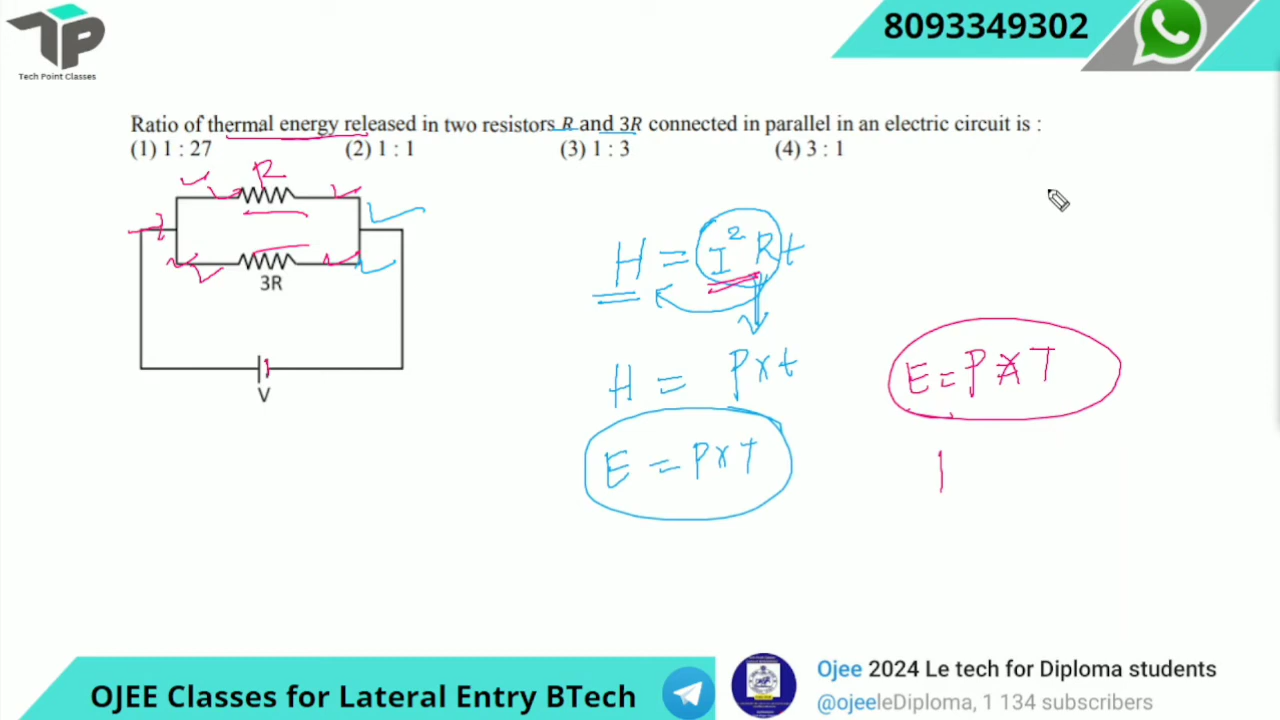 8093349302
TP
Tech Point Classes
Ratio of thermal energy released in two resistors R and 3R connected in parallel in an electric circuit is :
(1) 1 : 27 (2) 1 : 1 (3) 1 : 3 (4) 3 : 1
R
3R
V
H = I²Rt
H = P×t
E = P×T
E = P×T
OJEE Classes for Lateral Entry BTech
Ojee 2024 Le tech for Diploma students
@ojeeleDiploma, 1 134 subscribers